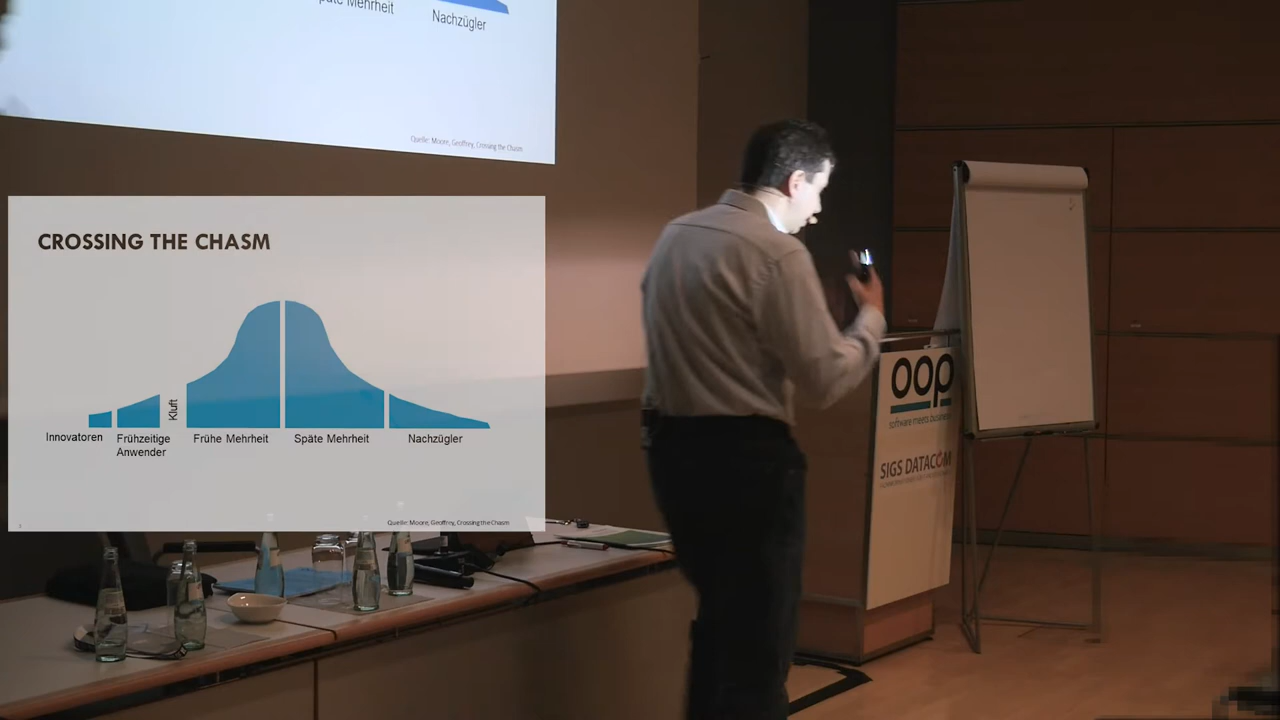 Mehrheit
Nachzügler
Quelle: Moore, Geoffrey, Crossing the Chasm
CROSSING THE CHASM
Kluft
Innovatoren
Frühzeitige
Anwender
Frühe Mehrheit
Späte Mehrheit
Nachzügler
Quelle: Moore, Geoffrey, Crossing the Chasm
oop
software meets business
SIGS DATACOM